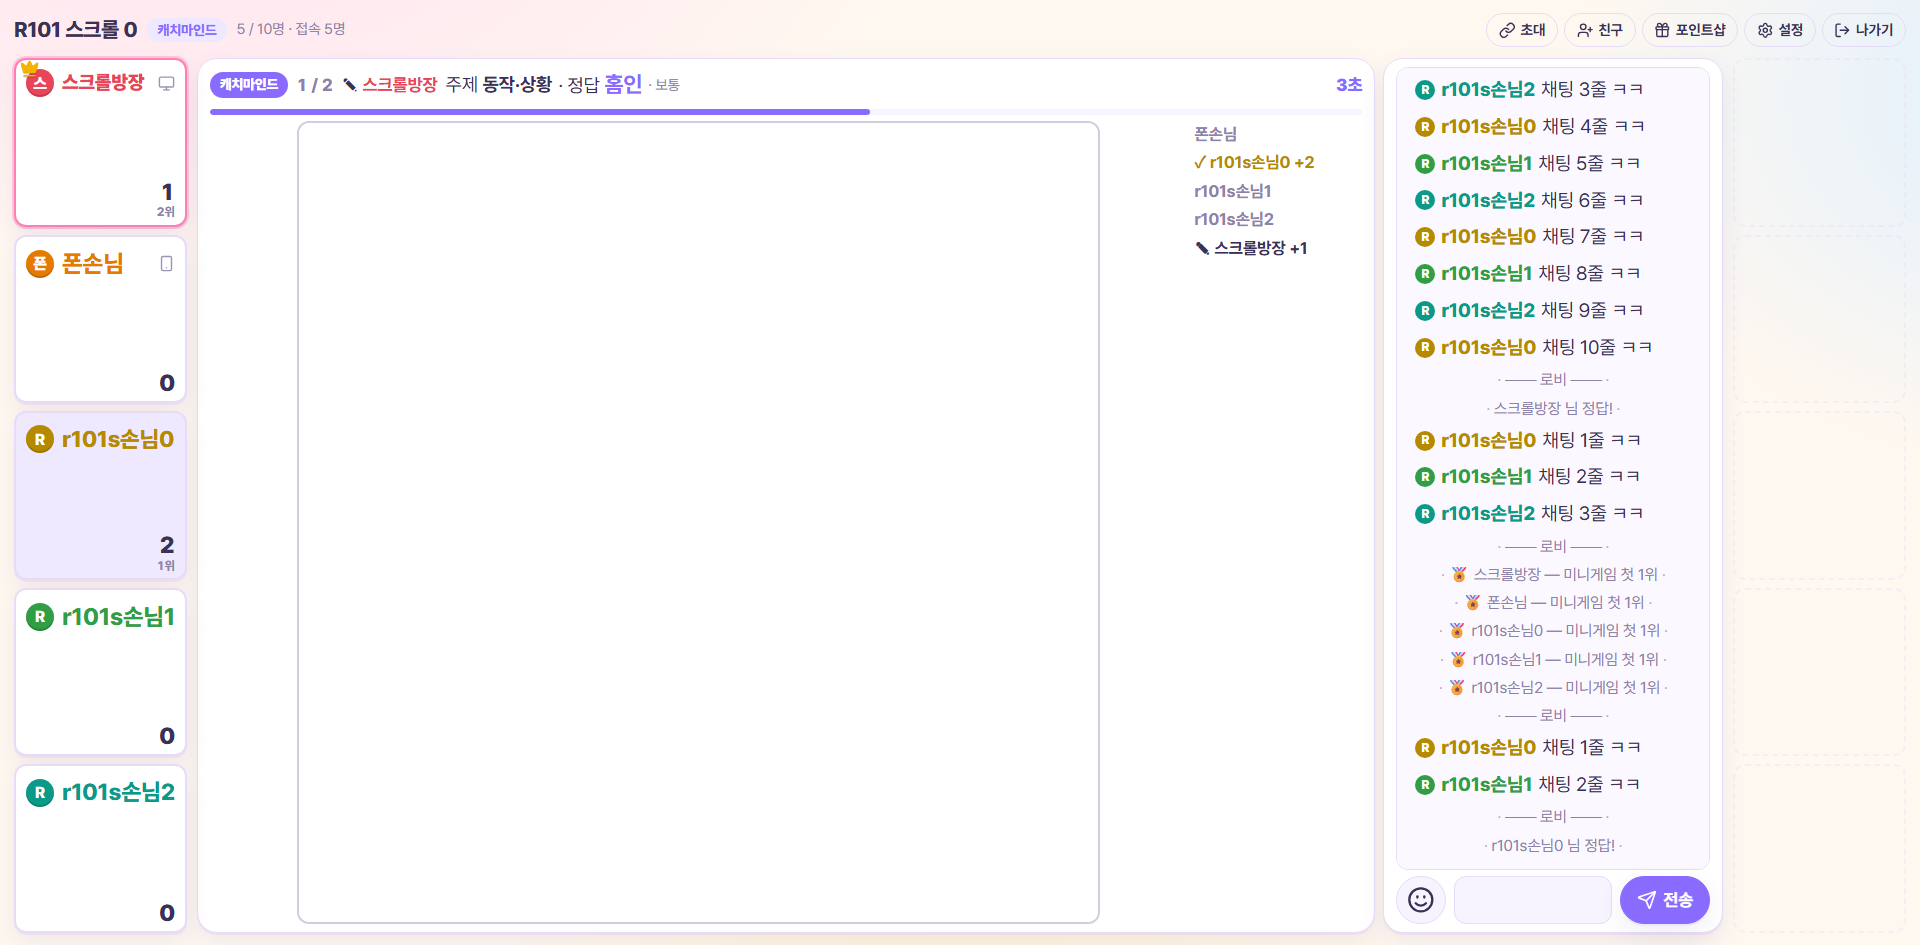 R101 스크롤 0 캐치마인드 5 / 10명 · 접속 5명
초대 친구 포인트샵 설정 나가기
스 스크롤방장
1
2위
폰 폰손님
0
R r101s손님0
2
1위
R r101s손님1
0
R r101s손님2
0
캐치마인드 1 / 2 스크롤방장 주제 동작·상황 · 정답 홈인 · 보통 3초
폰손님
✓ r101s손님0 +2
r101s손님1
r101s손님2
스크롤방장 +1
R r101s손님2 채팅 3줄 ㅋㅋ
R r101s손님0 채팅 4줄 ㅋㅋ
R r101s손님1 채팅 5줄 ㅋㅋ
R r101s손님2 채팅 6줄 ㅋㅋ
R r101s손님0 채팅 7줄 ㅋㅋ
R r101s손님1 채팅 8줄 ㅋㅋ
R r101s손님2 채팅 9줄 ㅋㅋ
R r101s손님0 채팅 10줄 ㅋㅋ
· —— 로비 —— ·
· 스크롤방장 님 정답! ·
R r101s손님0 채팅 1줄 ㅋㅋ
R r101s손님1 채팅 2줄 ㅋㅋ
R r101s손님2 채팅 3줄 ㅋㅋ
· —— 로비 —— ·
· 🏅 스크롤방장 — 미니게임 첫 1위 ·
· 🏅 폰손님 — 미니게임 첫 1위 ·
· 🏅 r101s손님0 — 미니게임 첫 1위 ·
· 🏅 r101s손님1 — 미니게임 첫 1위 ·
· 🏅 r101s손님2 — 미니게임 첫 1위 ·
· —— 로비 —— ·
R r101s손님0 채팅 1줄 ㅋㅋ
R r101s손님1 채팅 2줄 ㅋㅋ
· —— 로비 —— ·
· r101s손님0 님 정답! ·
전송